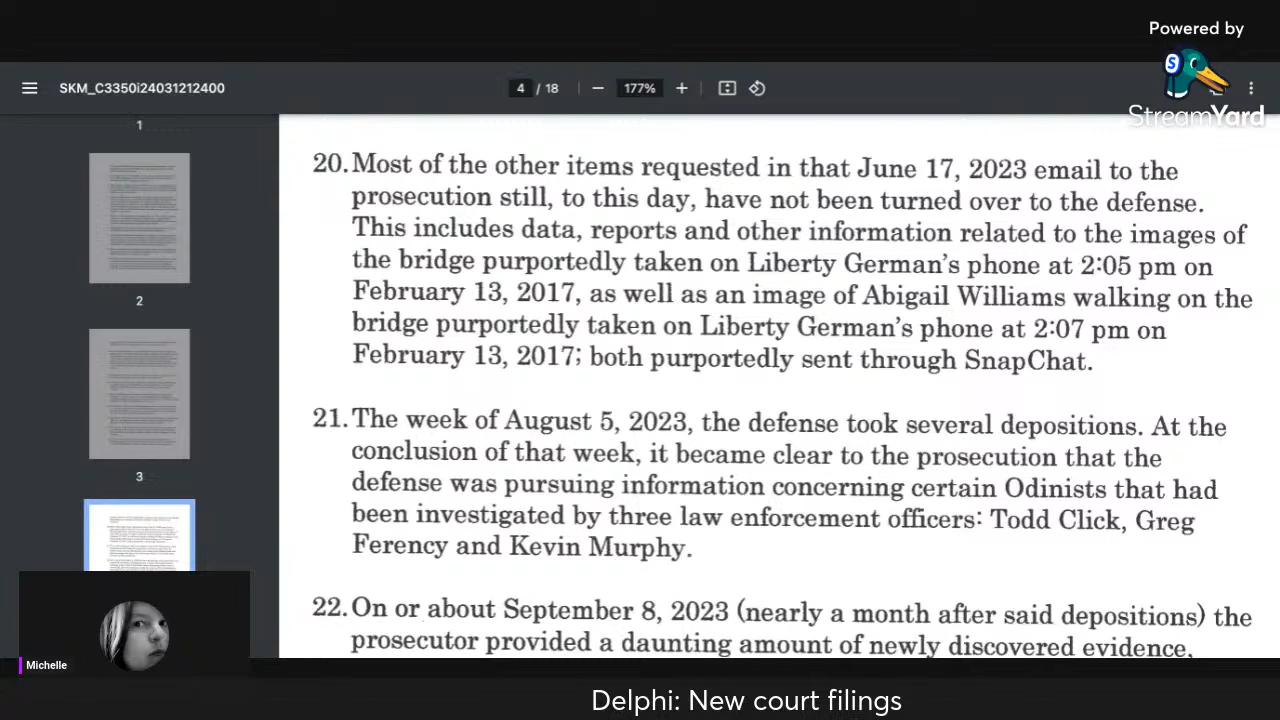 Powered by
StreamYard
SKM_C3350i24031212400
4 / 18
177%
1
2
3
20. Most of the other items requested in that June 17, 2023 email to the
prosecution still, to this day, have not been turned over to the defense.
This includes data, reports and other information related to the images of
the bridge purportedly taken on Liberty German's phone at 2:05 pm on
February 13, 2017, as well as an image of Abigail Williams walking on the
bridge purportedly taken on Liberty German's phone at 2:07 pm on
February 13, 2017; both purportedly sent through SnapChat.
21. The week of August 5, 2023, the defense took several depositions. At the
conclusion of that week, it became clear to the prosecution that the
defense was pursuing information concerning certain Odinists that had
been investigated by three law enforcement officers: Todd Click, Greg
Ferency and Kevin Murphy.
22. On or about September 8, 2023 (nearly a month after said depositions) the
prosecutor provided a daunting amount of newly discovered evidence,
Michelle
Delphi: New court filings